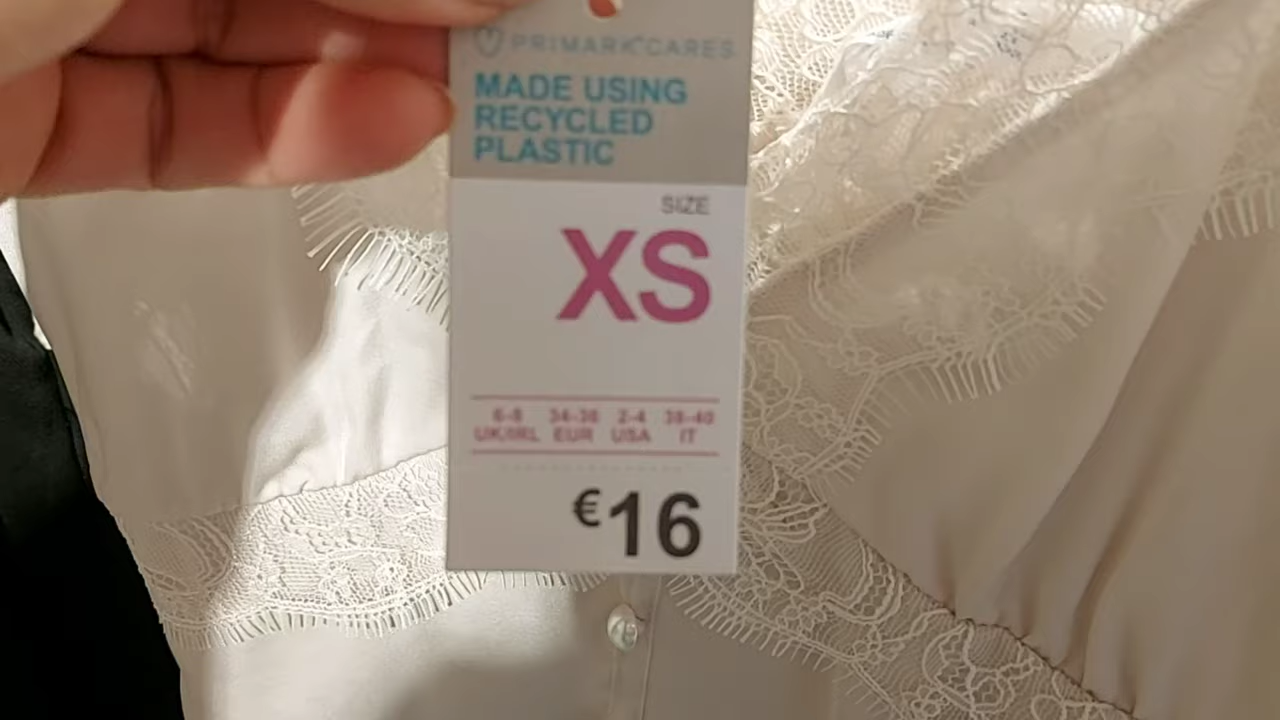 PRIMARK CARES
MADE USING
RECYCLED
PLASTIC
SIZE
XS
6-8 34-36 2-4 38-40
UK/IRL EUR USA IT
€16